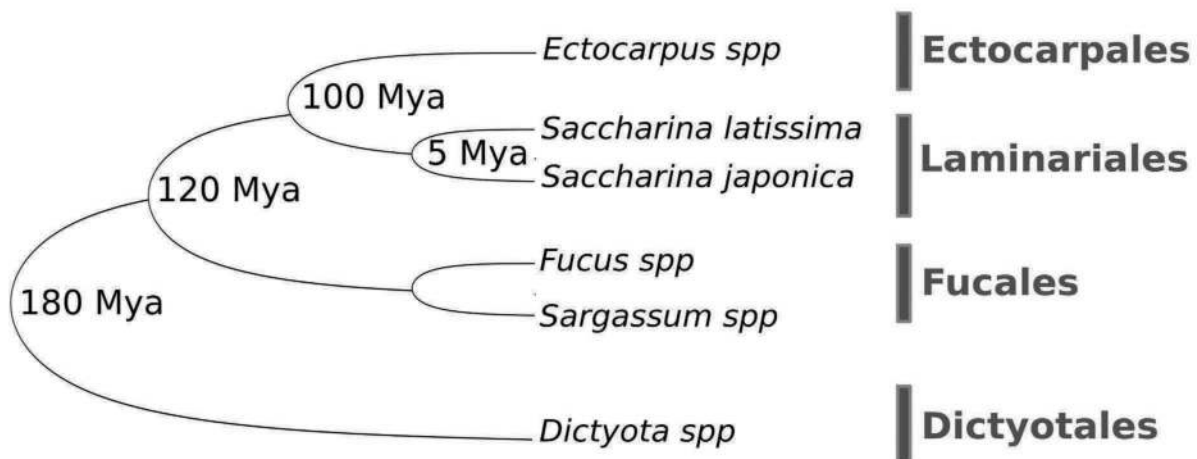 Ectocarpus spp
Ectocarpales
100 Mya
Saccharina latissima
5 Mya
Laminariales
Saccharina japonica
120 Mya
Fucus spp
Fucales
180 Mya
Sargassum spp
Dictyota spp
Dictyotales